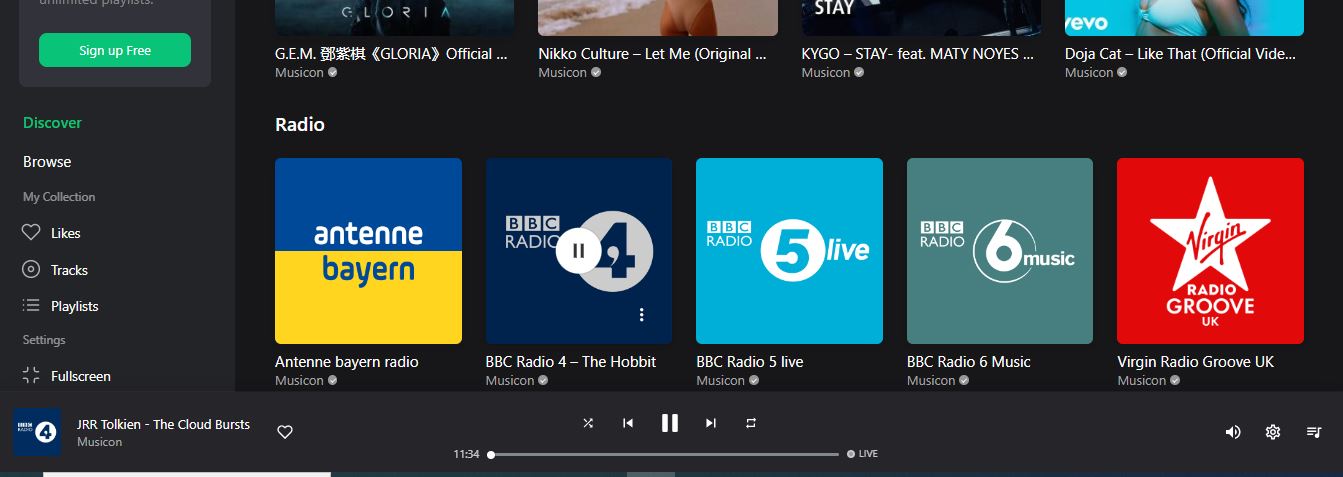 unlimited playlists.
Sign up Free
GLORIA
STAY
vevo
G.E.M. 鄧紫棋《GLORIA》Official ...
Musicon
Nikko Culture – Let Me (Original ...
Musicon
KYGO – STAY- feat. MATY NOYES ...
Musicon
Doja Cat – Like That (Official Vide...
Musicon
Discover
Browse
My Collection
Likes
Tracks
Playlists
Settings
Fullscreen
Radio
antenne
bayern
BBC
RADIO
4
BBC
RADIO
5 live
BBC
RADIO
6 music
Virgin
RADIO
GROOVE
UK
Antenne bayern radio
Musicon
BBC Radio 4 – The Hobbit
Musicon
BBC Radio 5 live
Musicon
BBC Radio 6 Music
Musicon
Virgin Radio Groove UK
Musicon
BBC
RADIO
4
JRR Tolkien - The Cloud Bursts
Musicon
11:34
LIVE